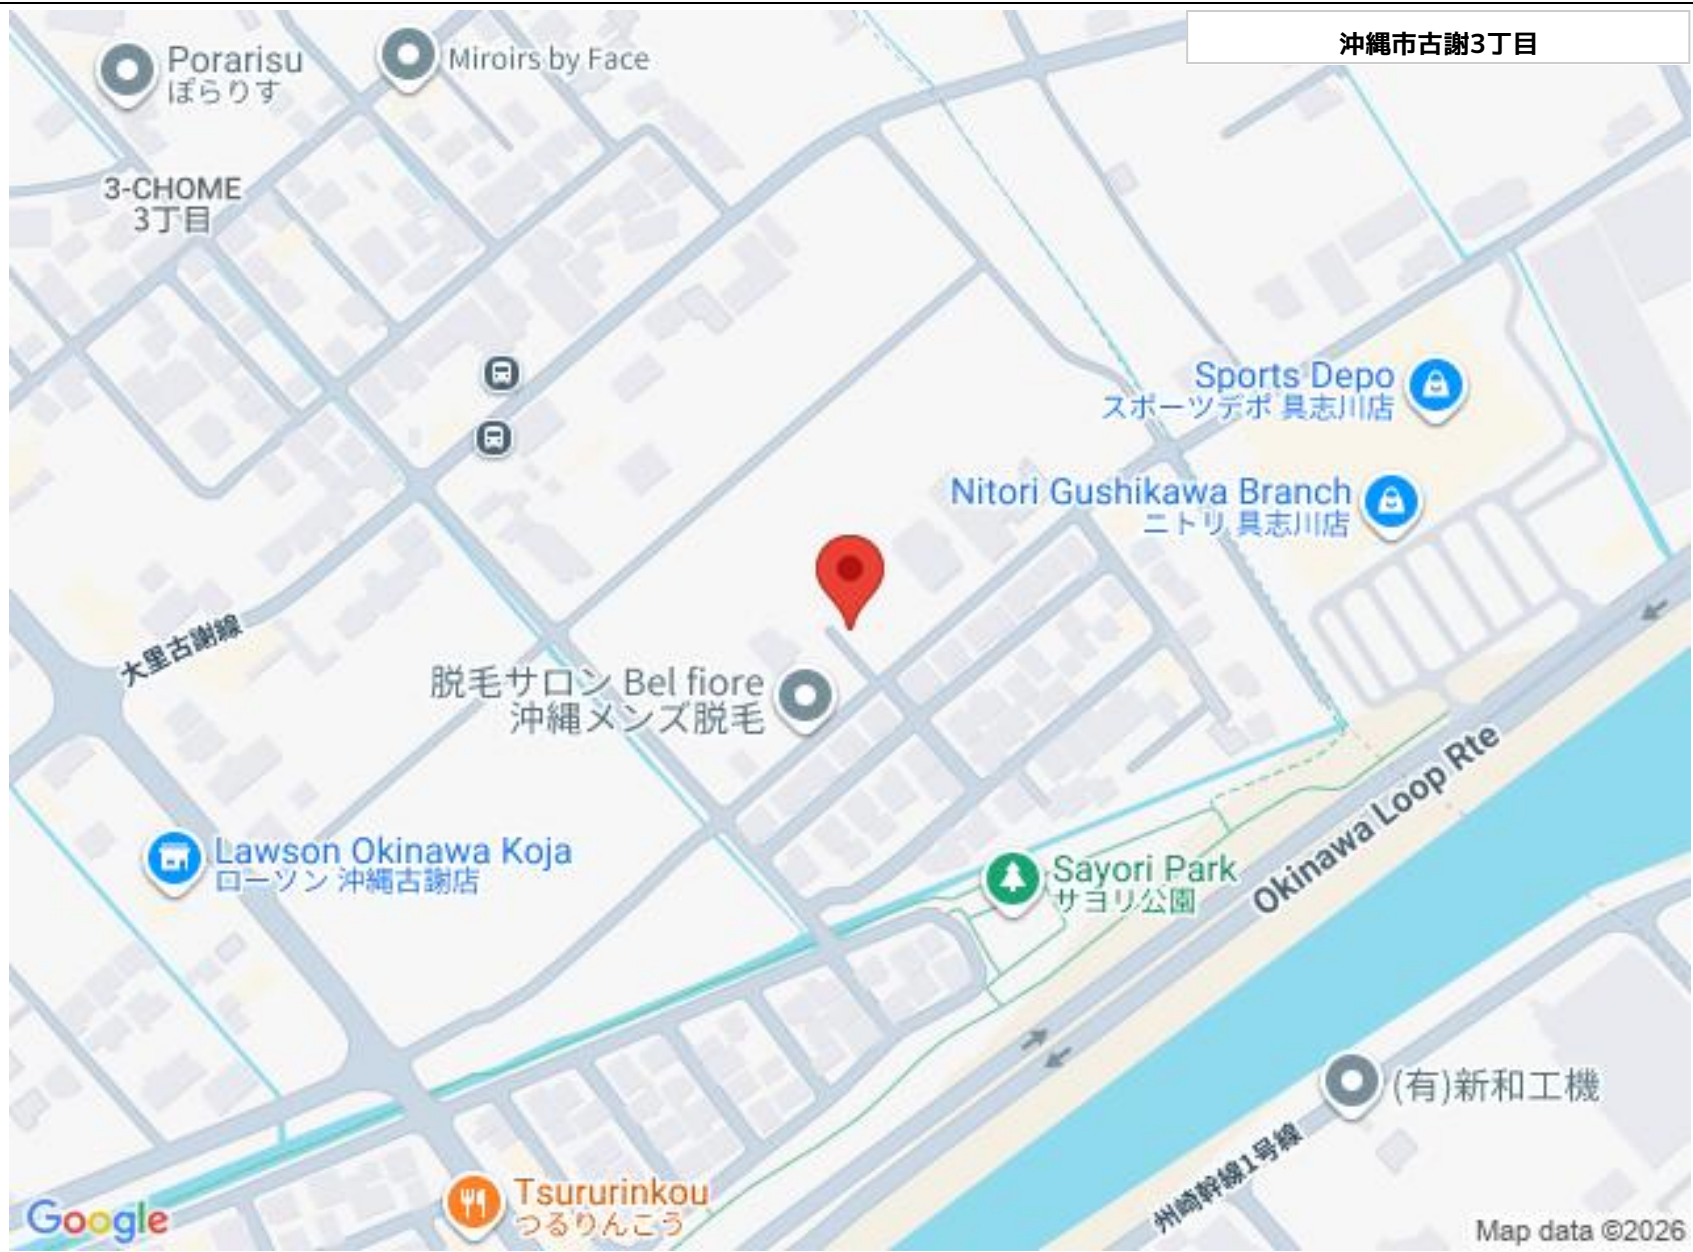 沖縄市古謝3丁目
Porarisu
ぽらりす
Miroirs by Face
3-CHOME
3丁目
Sports Depo
スポーツデポ 具志川店
Nitori Gushikawa Branch
ニトリ 具志川店
大里古謝線
脱毛サロン Bel fiore
沖縄メンズ脱毛
Lawson Okinawa Koja
ローソン 沖縄古謝店
Sayori Park
サヨリ公園
Okinawa Loop Rte
(有)新和工機
州崎幹線1号線
Tsururinkou
つるりんこう
Google
Map data ©2026